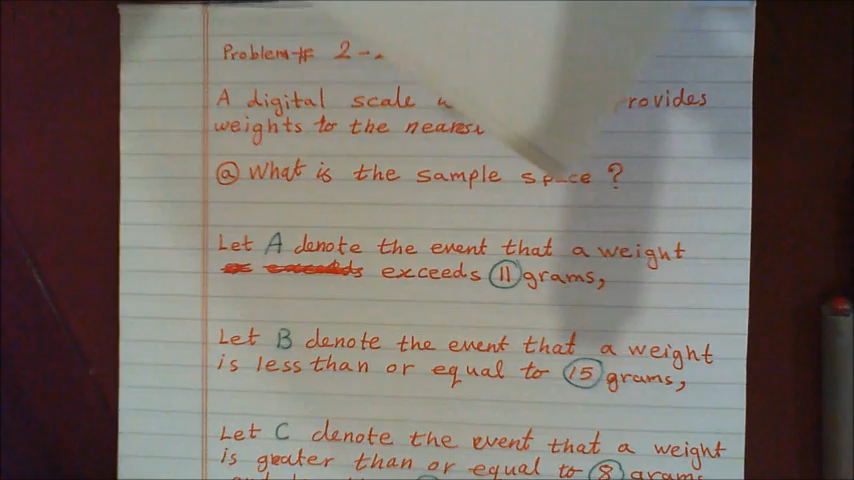 Problem # 2-
A digital scale rovides
weights to the nearest
(a) What is the sample space ?
Let A denote the event that a weight
exceeds 11 grams,
Let B denote the event that a weight
is less than or equal to 15 grams,
Let C denote the event that a weight
is greater than or equal to 8 grams